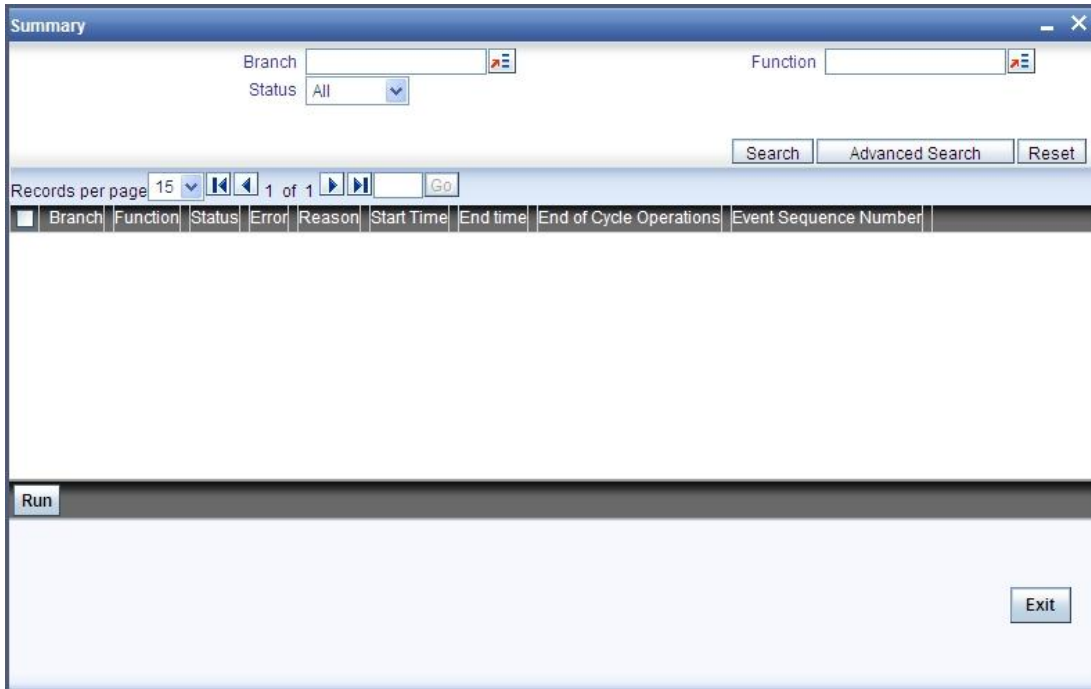 Summary
Branch Function
Status All
Search Advanced Search Reset
Records per page 15 1 of 1 Go
Branch Function Status Error Reason Start Time End time End of Cycle Operations Event Sequence Number
Run
Exit